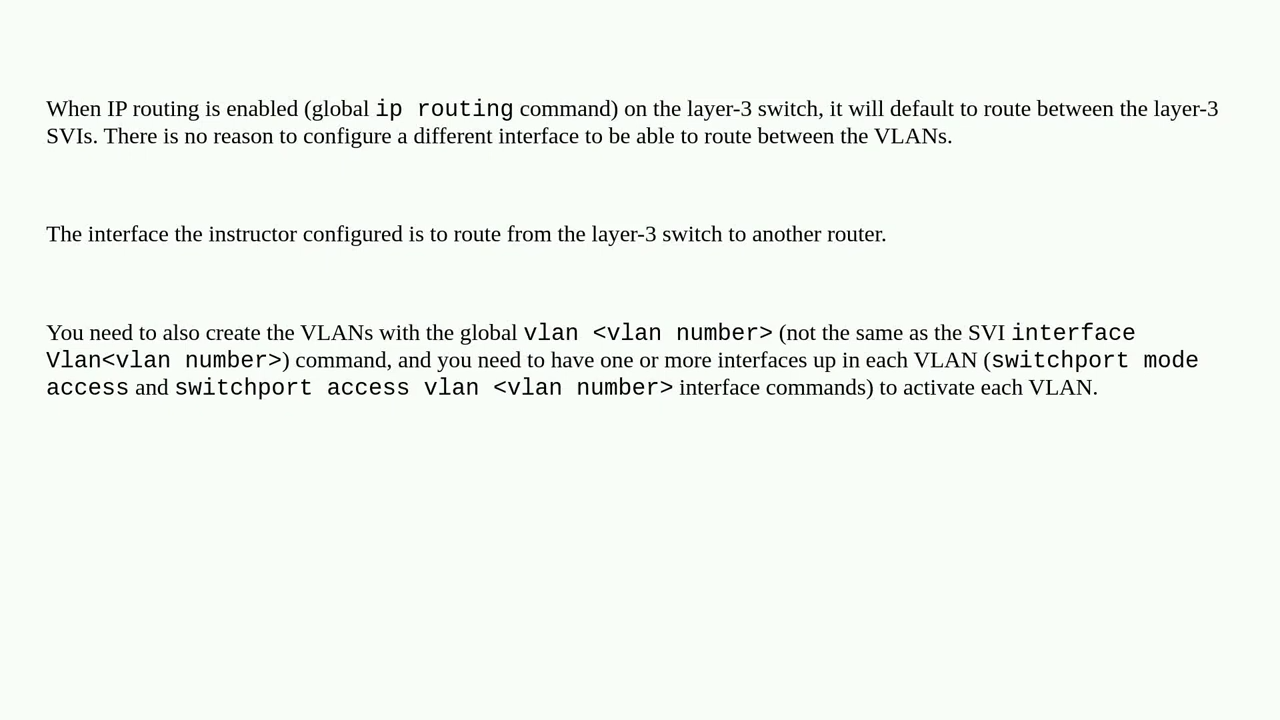 When IP routing is enabled (global ip routing command) on the layer-3 switch, it will default to route between the layer-3
SVIs. There is no reason to configure a different interface to be able to route between the VLANs.
The interface the instructor configured is to route from the layer-3 switch to another router.
You need to also create the VLANs with the global vlan <vlan number> (not the same as the SVI interface
Vlan<vlan number>) command, and you need to have one or more interfaces up in each VLAN (switchport mode
access and switchport access vlan <vlan number> interface commands) to activate each VLAN.